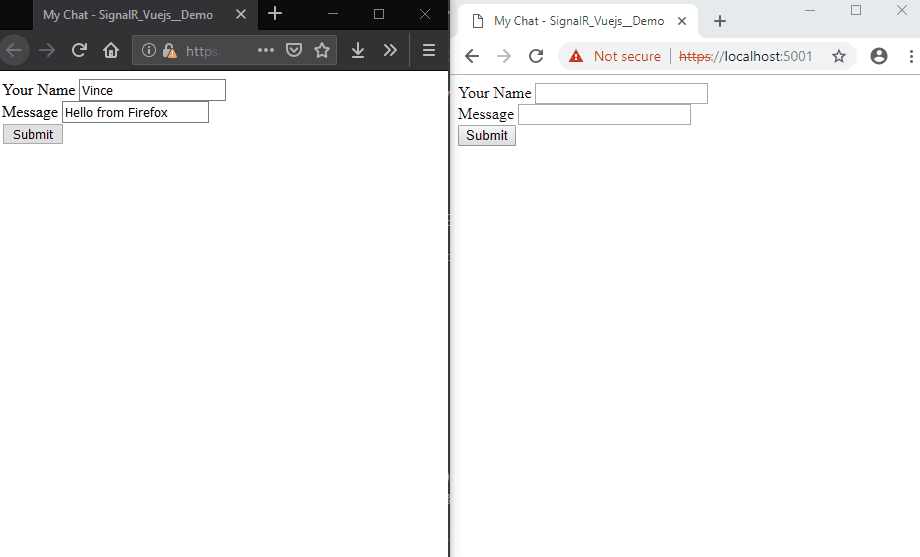 My Chat - SignalR_Vuejs__Demo
https:
Your Name Vince
Message Hello from Firefox
Submit
My Chat - SignalR_Vuejs__Demo
Not secure https://localhost:5001
Your Name
Message
Submit